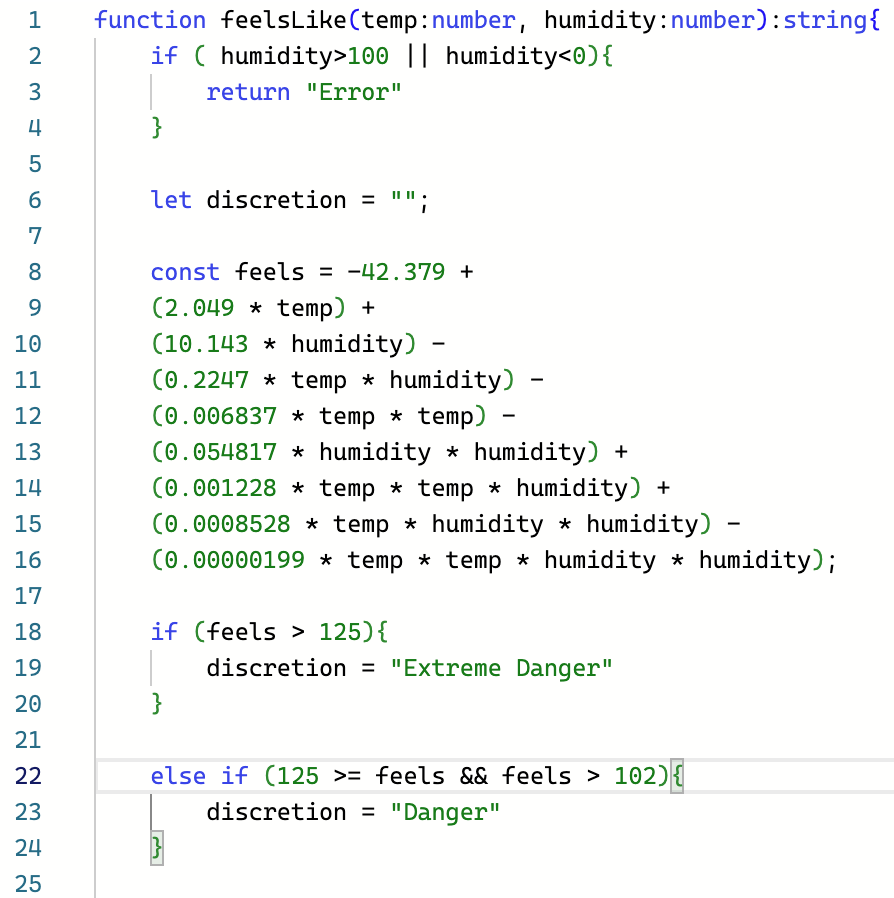 1 function feelsLike(temp:number, humidity:number):string{
2 if ( humidity>100 || humidity<0){
3 return "Error"
4 }
5
6 let discretion = "";
7
8 const feels = -42.379 +
9 (2.049 * temp) +
10 (10.143 * humidity) -
11 (0.2247 * temp * humidity) -
12 (0.006837 * temp * temp) -
13 (0.054817 * humidity * humidity) +
14 (0.001228 * temp * temp * humidity) +
15 (0.0008528 * temp * humidity * humidity) -
16 (0.00000199 * temp * temp * humidity * humidity);
17
18 if (feels > 125){
19 discretion = "Extreme Danger"
20 }
21
22 else if (125 >= feels && feels > 102){
23 discretion = "Danger"
24 }
25